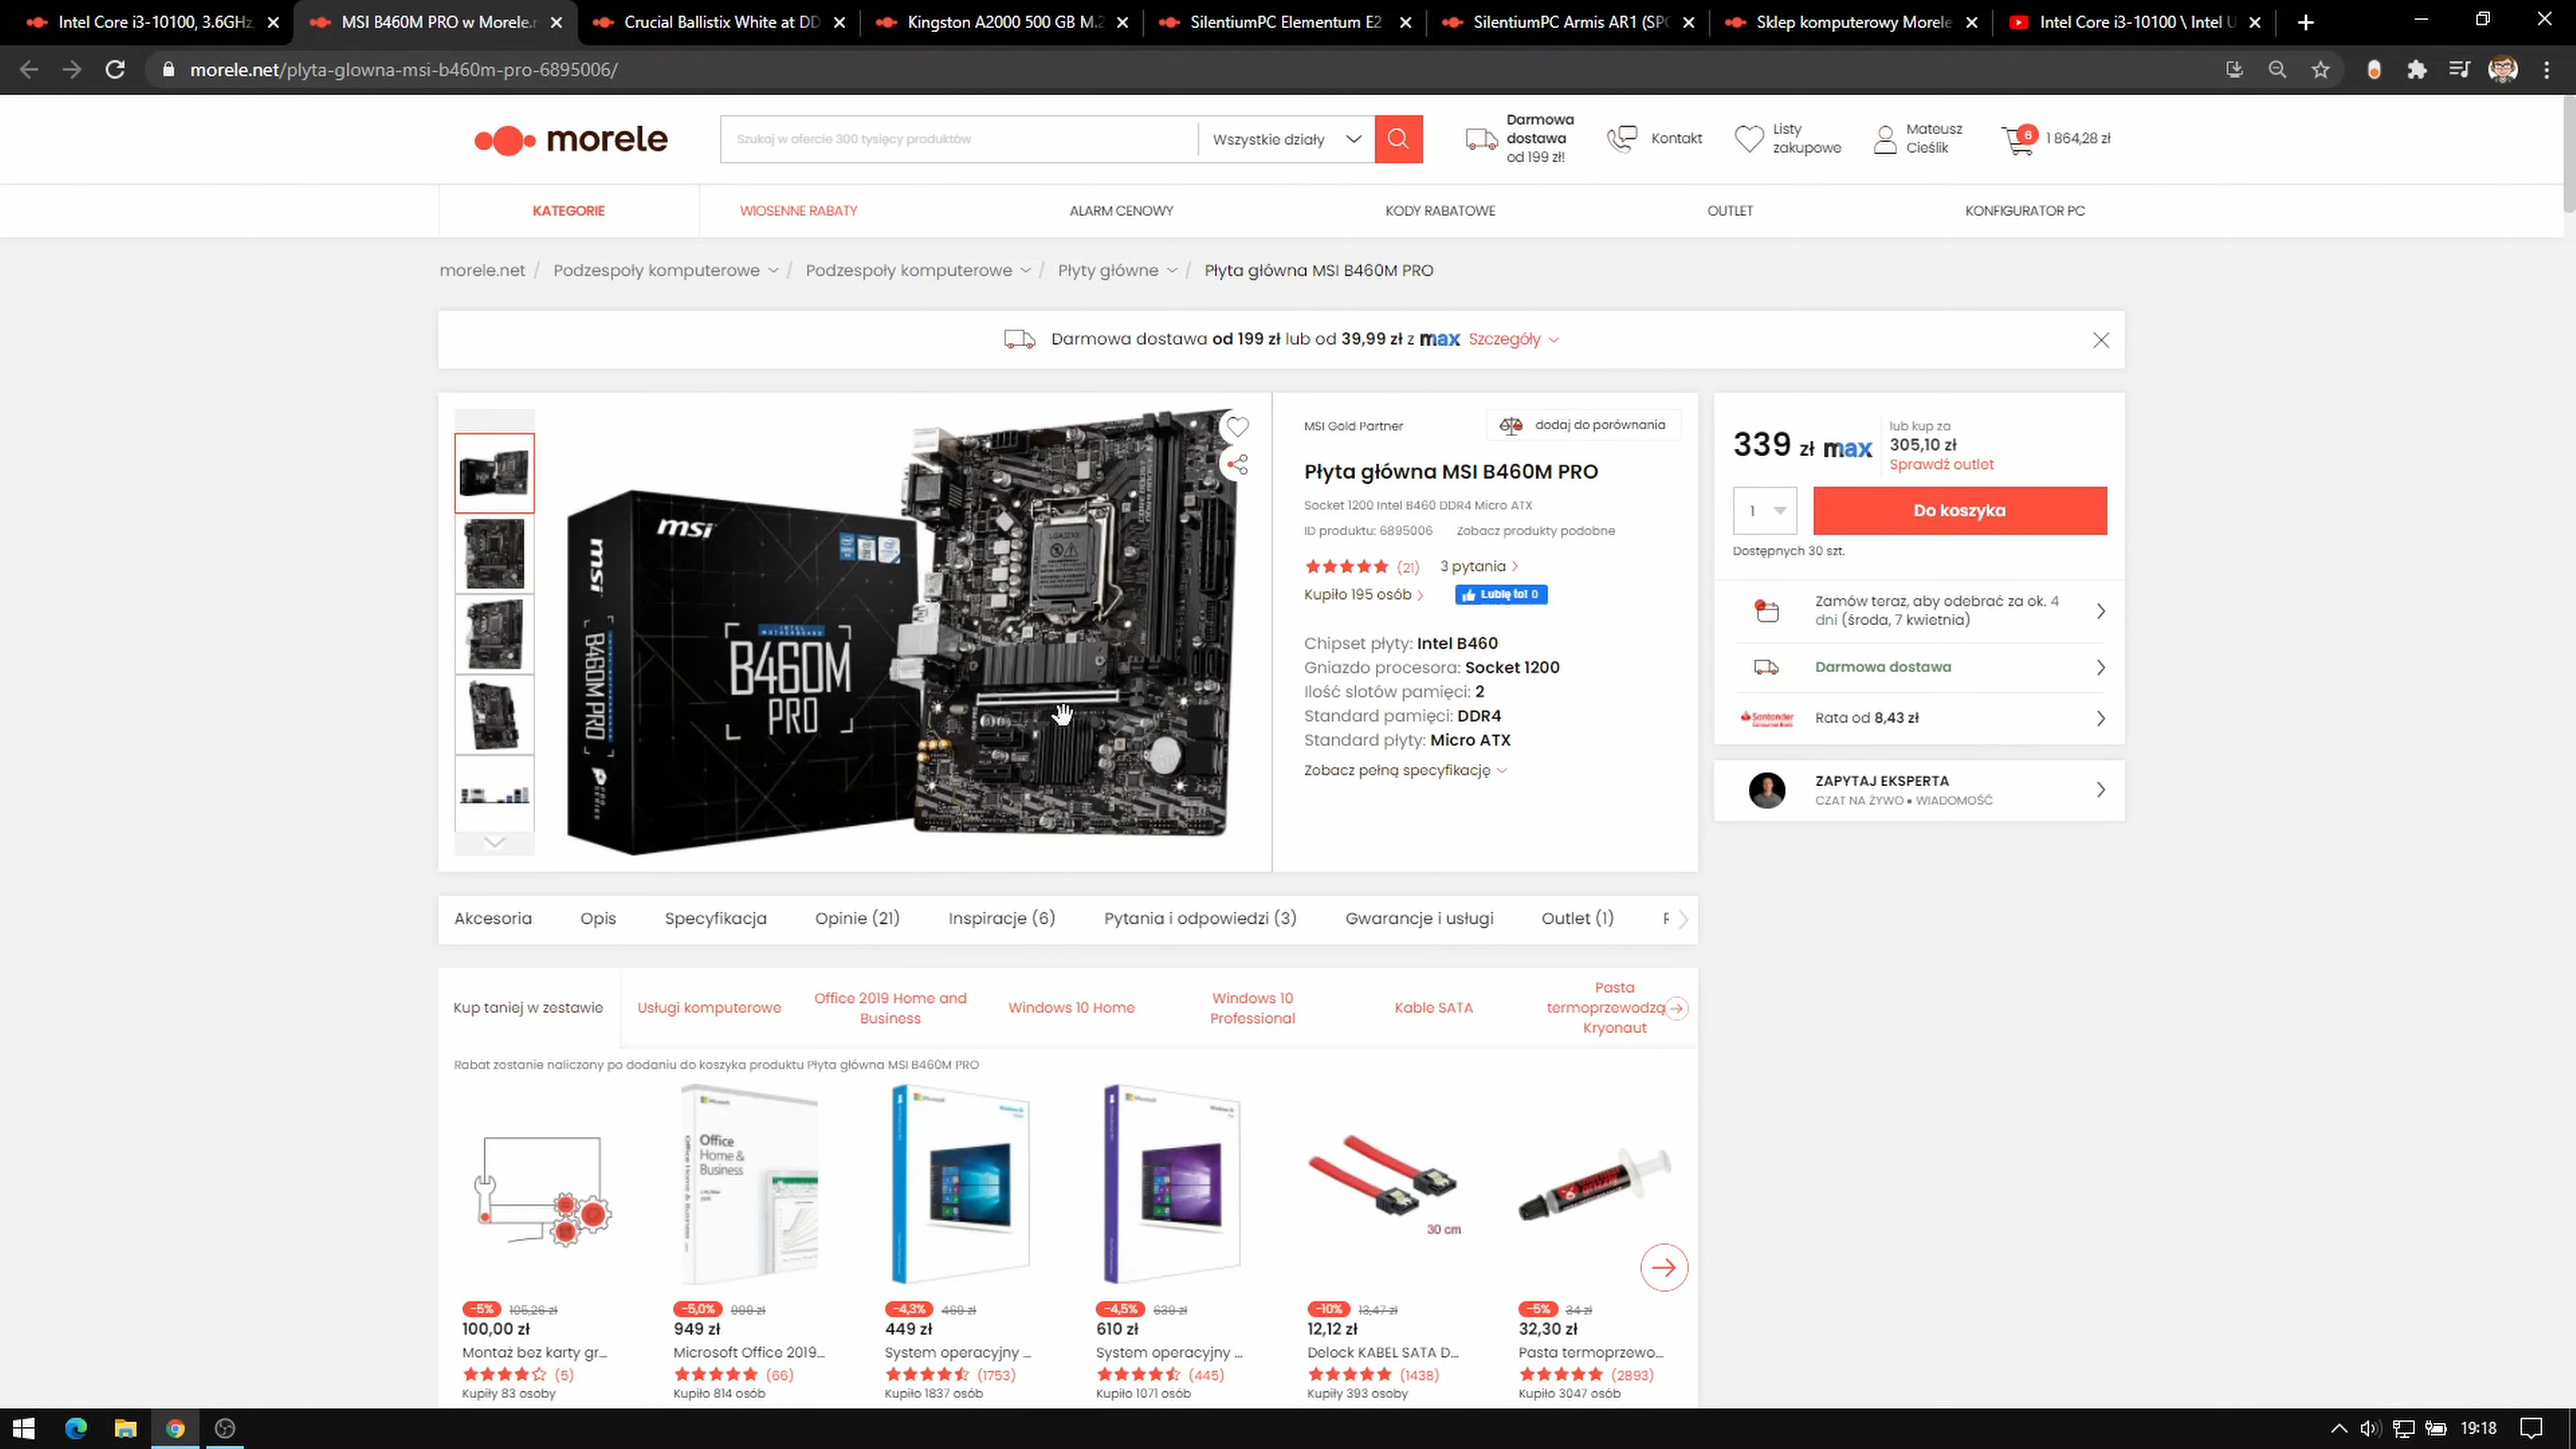 Intel Core i3-10100, 3.6GHz,
MSI B460M PRO w Morele.n
Crucial Ballistix White at DD
Kingston A2000 500 GB M.2
SilentiumPC Elementum E2
SilentiumPC Armis AR1 (SPC
Sklep komputerowy Morele
Intel Core i3-10100 \ Intel U
morele.net/plyta-glowna-msi-b460m-pro-6895006/
morele
Szukaj w ofercie 300 tysięcy produktów
Wszystkie działy
Darmowa
dostawa
od 199 zł!
Kontakt
Listy
zakupowe
Mateusz
Cieślik
6
1 864,28 zł
KATEGORIE
WIOSENNE RABATY
ALARM CENOWY
KODY RABATOWE
OUTLET
KONFIGURATOR PC
morele.net / Podzespoły komputerowe / Podzespoły komputerowe / Płyty główne / Płyta główna MSI B460M PRO
Darmowa dostawa od 199 zł lub od 39,99 zł z max Szczegóły
msi
msi
B460M PRO
INTEL
MOTHERBOARD
B460M
PRO
MSI Gold Partner
dodaj do porównania
Płyta główna MSI B460M PRO
Socket 1200 Intel B460 DDR4 Micro ATX
ID produktu: 6895006
Zobacz produkty podobne
(21)
3 pytania
Kupiło 195 osób
Lubię to! 0
Chipset płyty: Intel B460
Gniazdo procesora: Socket 1200
Ilość slotów pamięci: 2
Standard pamięci: DDR4
Standard płyty: Micro ATX
Zobacz pełną specyfikację
339 zł max
lub kup za
305,10 zł
Sprawdź outlet
1
Do koszyka
Dostępnych 30 szt.
Zamów teraz, aby odebrać za ok. 4
dni (środa, 7 kwietnia)
Darmowa dostawa
Santander
Rata od 8,43 zł
ZAPYTAJ EKSPERTA
CZAT NA ŻYWO • WIADOMOŚĆ
Akcesoria
Opis
Specyfikacja
Opinie (21)
Inspiracje (6)
Pytania i odpowiedzi (3)
Gwarancje i usługi
Outlet (1)
Kup taniej w zestawie
Usługi komputerowe
Office 2019 Home and
Business
Windows 10 Home
Windows 10
Professional
Kable SATA
Pasta
termoprzewodzą
Kryonaut
Rabat zostanie naliczony po dodaniu do koszyka produktu Płyta główna MSI B460M PRO
Microsoft
Office
Home &
Business
30 cm
-5% 105,26 zł
100,00 zł
Montaż bez karty gr...
(5)
Kupiły 83 osoby
-5,0% 999 zł
949 zł
Microsoft Office 2019...
(66)
Kupiło 814 osób
-4,3% 469 zł
449 zł
System operacyjny ...
(1753)
Kupiło 1837 osób
-4,5% 639 zł
610 zł
System operacyjny ...
(445)
Kupiło 1071 osób
-10% 13,47 zł
12,12 zł
Delock KABEL SATA D...
(1438)
Kupiły 393 osoby
-5% 34 zł
32,30 zł
Pasta termoprzewo...
(2893)
Kupiło 3047 osób
19:18